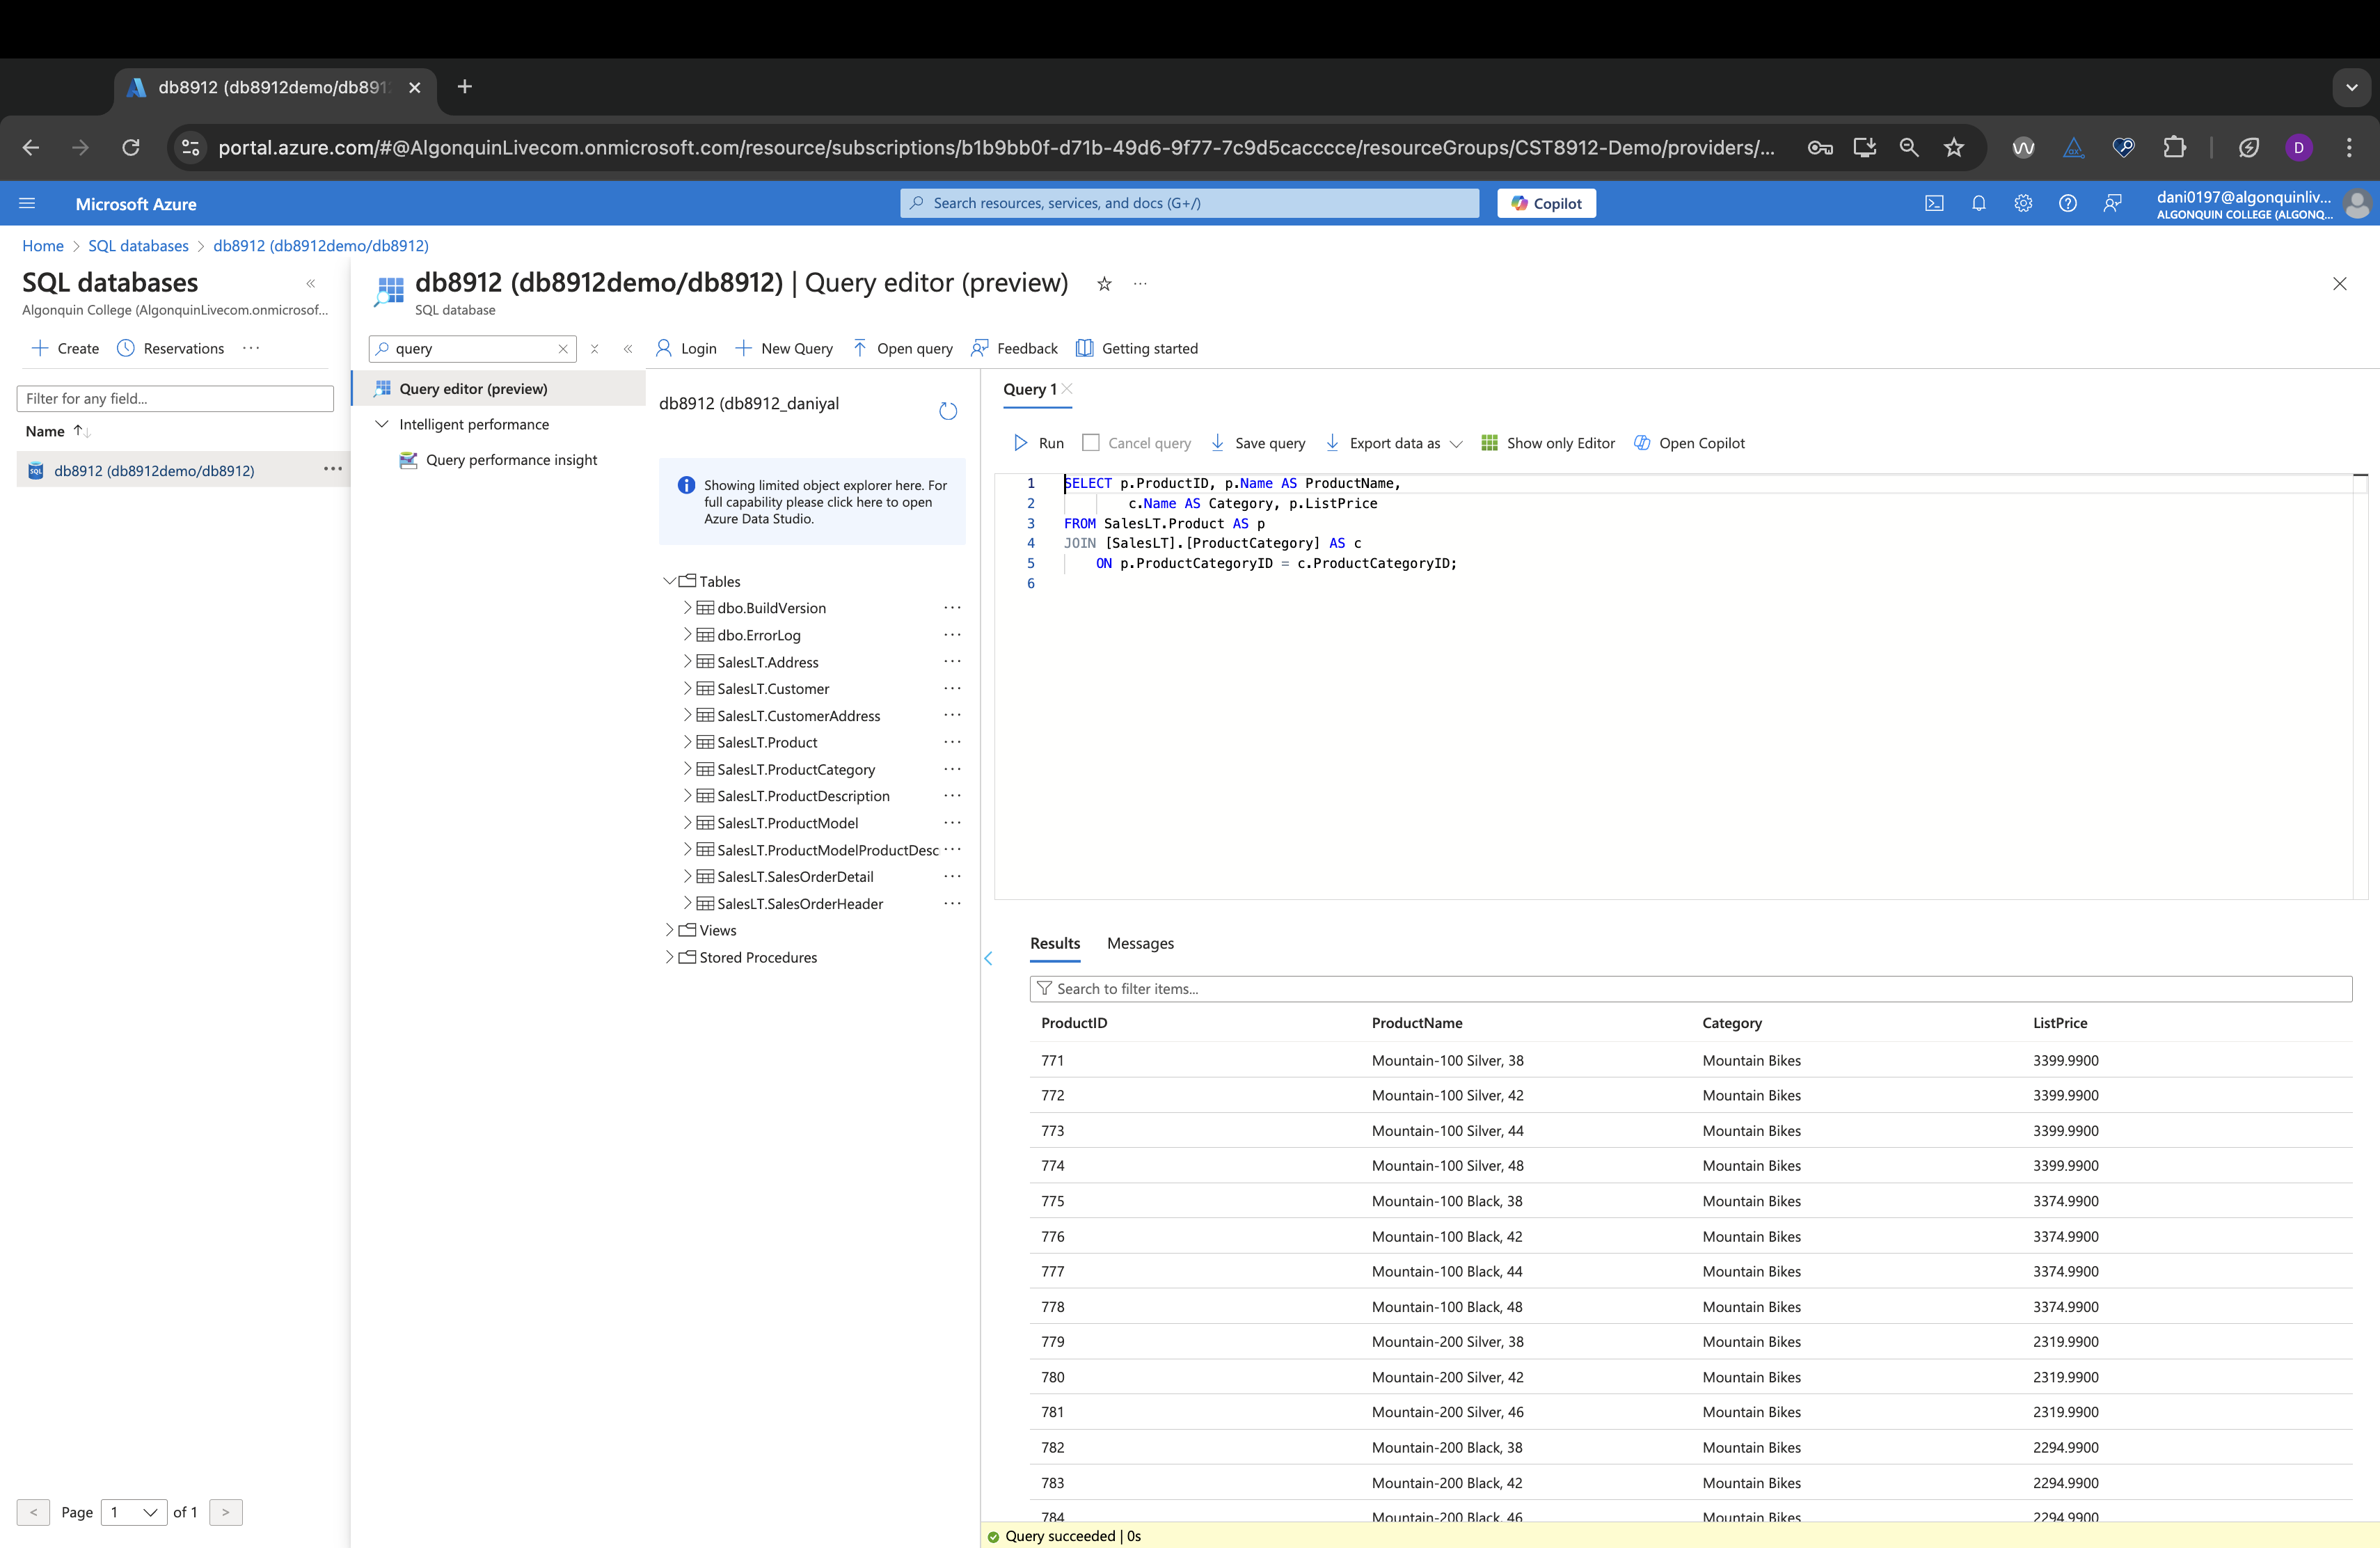 db8912 (db8912demo/db891
portal.azure.com/#@AlgonquinLivecom.onmicrosoft.com/resource/subscriptions/b1b9bb0f-d71b-49d6-9f77-7c9d5cacccce/resourceGroups/CST8912-Demo/providers/...
D
Microsoft Azure
Search resources, services, and docs (G+/)
Copilot
dani0197@algonquinliv...
ALGONQUIN COLLEGE (ALGONQ...
Home > SQL databases > db8912 (db8912demo/db8912)
SQL databases
Algonquin College (AlgonquinLivecom.onmicrosof...
Create
Reservations
Filter for any field...
Name
db8912 (db8912demo/db8912)
Page 1 of 1
db8912 (db8912demo/db8912) | Query editor (preview)
SQL database
query
Query editor (preview)
Intelligent performance
Query performance insight
Login
New Query
Open query
Feedback
Getting started
db8912 (db8912_daniyal
Showing limited object explorer here. For
full capability please click here to open
Azure Data Studio.
Tables
dbo.BuildVersion
dbo.ErrorLog
SalesLT.Address
SalesLT.Customer
SalesLT.CustomerAddress
SalesLT.Product
SalesLT.ProductCategory
SalesLT.ProductDescription
SalesLT.ProductModel
SalesLT.ProductModelProductDesc
SalesLT.SalesOrderDetail
SalesLT.SalesOrderHeader
Views
Stored Procedures
Query 1
Run
Cancel query
Save query
Export data as
Show only Editor
Open Copilot
1 SELECT p.ProductID, p.Name AS ProductName,
2 c.Name AS Category, p.ListPrice
3 FROM SalesLT.Product AS p
4 JOIN [SalesLT].[ProductCategory] AS c
5 ON p.ProductCategoryID = c.ProductCategoryID;
6
Results Messages
Search to filter items...
ProductID ProductName Category ListPrice
771 Mountain-100 Silver, 38 Mountain Bikes 3399.9900
772 Mountain-100 Silver, 42 Mountain Bikes 3399.9900
773 Mountain-100 Silver, 44 Mountain Bikes 3399.9900
774 Mountain-100 Silver, 48 Mountain Bikes 3399.9900
775 Mountain-100 Black, 38 Mountain Bikes 3374.9900
776 Mountain-100 Black, 42 Mountain Bikes 3374.9900
777 Mountain-100 Black, 44 Mountain Bikes 3374.9900
778 Mountain-100 Black, 48 Mountain Bikes 3374.9900
779 Mountain-200 Silver, 38 Mountain Bikes 2319.9900
780 Mountain-200 Silver, 42 Mountain Bikes 2319.9900
781 Mountain-200 Silver, 46 Mountain Bikes 2319.9900
782 Mountain-200 Black, 38 Mountain Bikes 2294.9900
783 Mountain-200 Black, 42 Mountain Bikes 2294.9900
784 Mountain-200 Black, 46 Mountain Bikes 2294.9900
Query succeeded | 0s